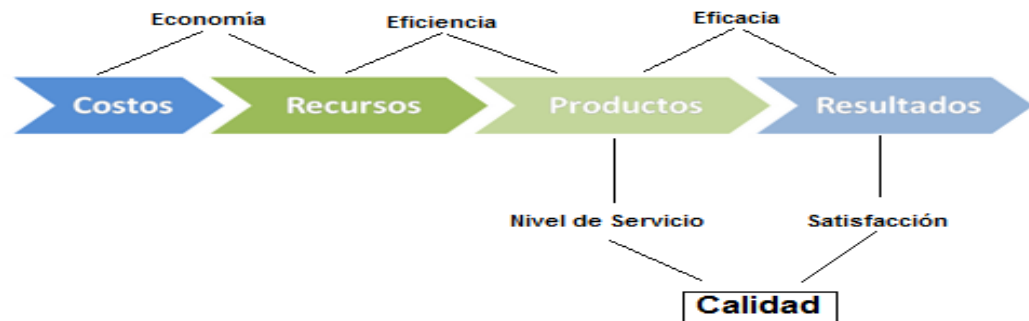 Economía Eficiencia Eficacia
Costos Recursos Productos Resultados
Nivel de Servicio Satisfacción
Calidad